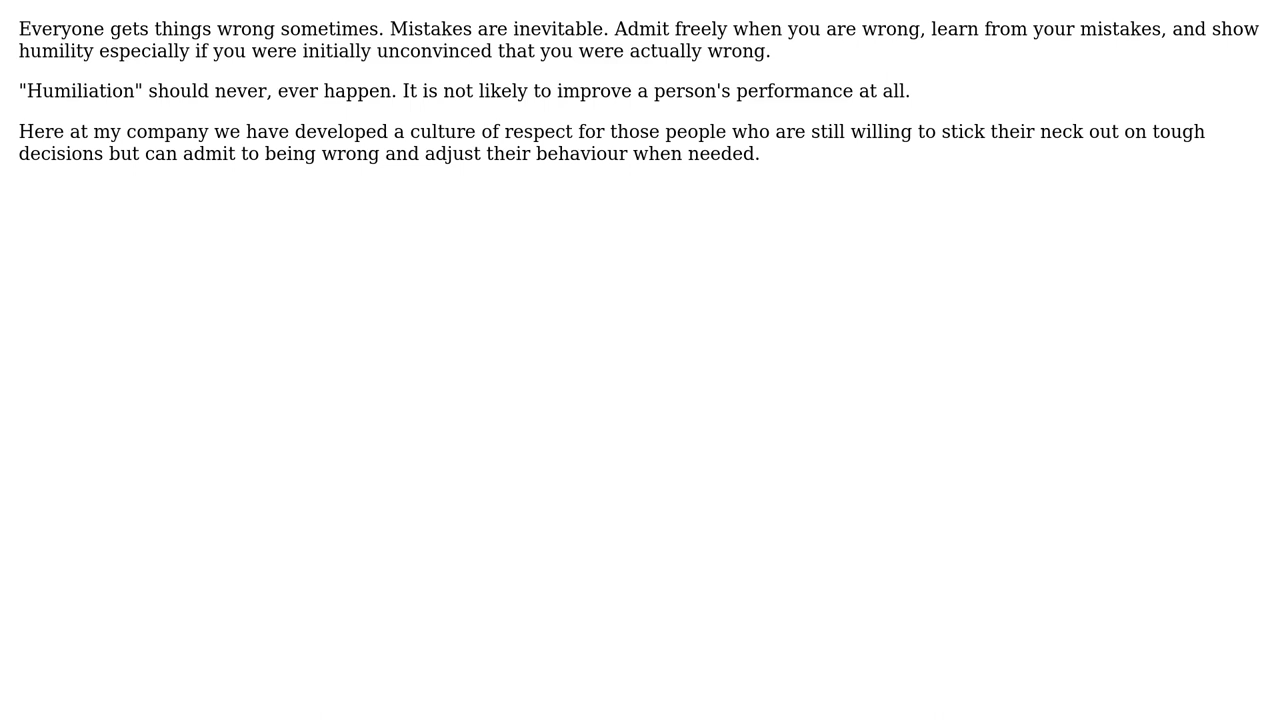 Everyone gets things wrong sometimes. Mistakes are inevitable. Admit freely when you are wrong, learn from your mistakes, and show
humility especially if you were initially unconvinced that you were actually wrong.
"Humiliation" should never, ever happen. It is not likely to improve a person's performance at all.
Here at my company we have developed a culture of respect for those people who are still willing to stick their neck out on tough
decisions but can admit to being wrong and adjust their behaviour when needed.